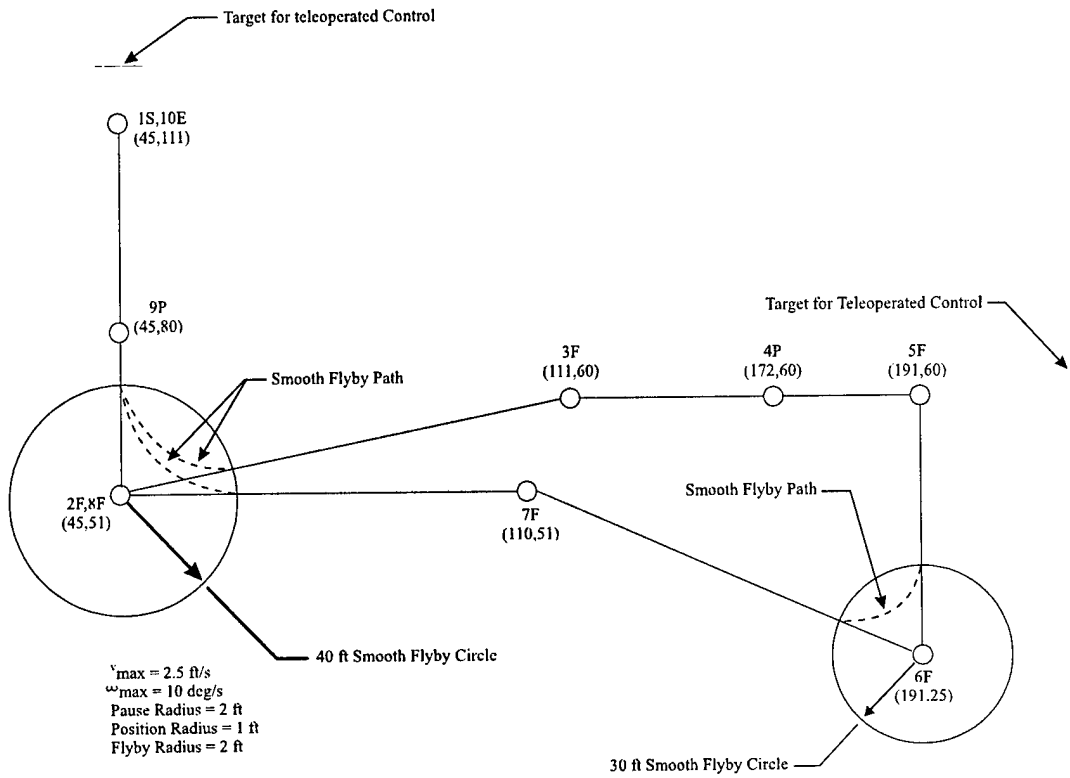 Target for teleoperated Control
1S,10E
(45,111)
9P
(45,80)
Target for Teleoperated Control
3F
(111,60)
4P
(172,60)
5F
(191,60)
Smooth Flyby Path
2F,8F
(45,51)
7F
(110,51)
Smooth Flyby Path
40 ft Smooth Flyby Circle
6F
(191.25)
vmax = 2.5 ft/s
ωmax = 10 deg/s
Pause Radius = 2 ft
Position Radius = 1 ft
Flyby Radius = 2 ft
30 ft Smooth Flyby Circle